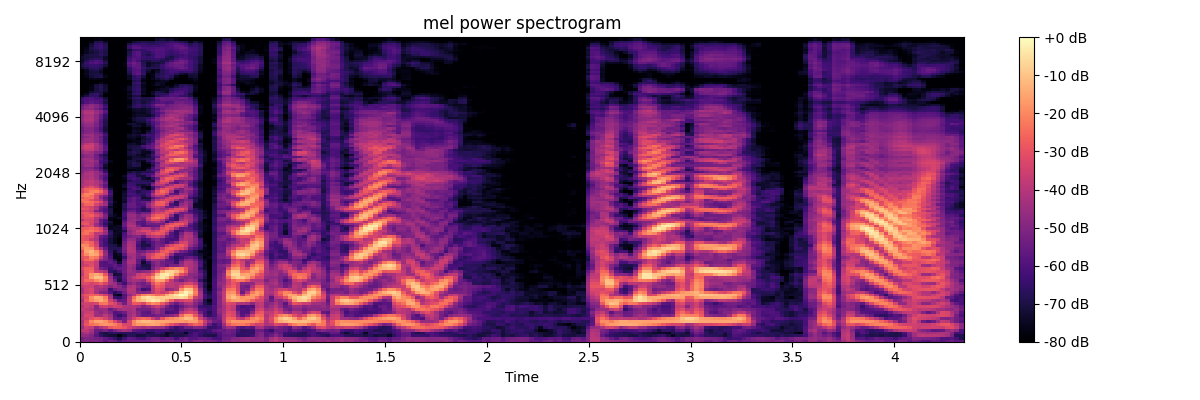 mel power spectrogram
8192
4096
2048
1024
512
0
Hz
0 0.5 1 1.5 2 2.5 3 3.5 4
Time
+0 dB
-10 dB
-20 dB
-30 dB
-40 dB
-50 dB
-60 dB
-70 dB
-80 dB